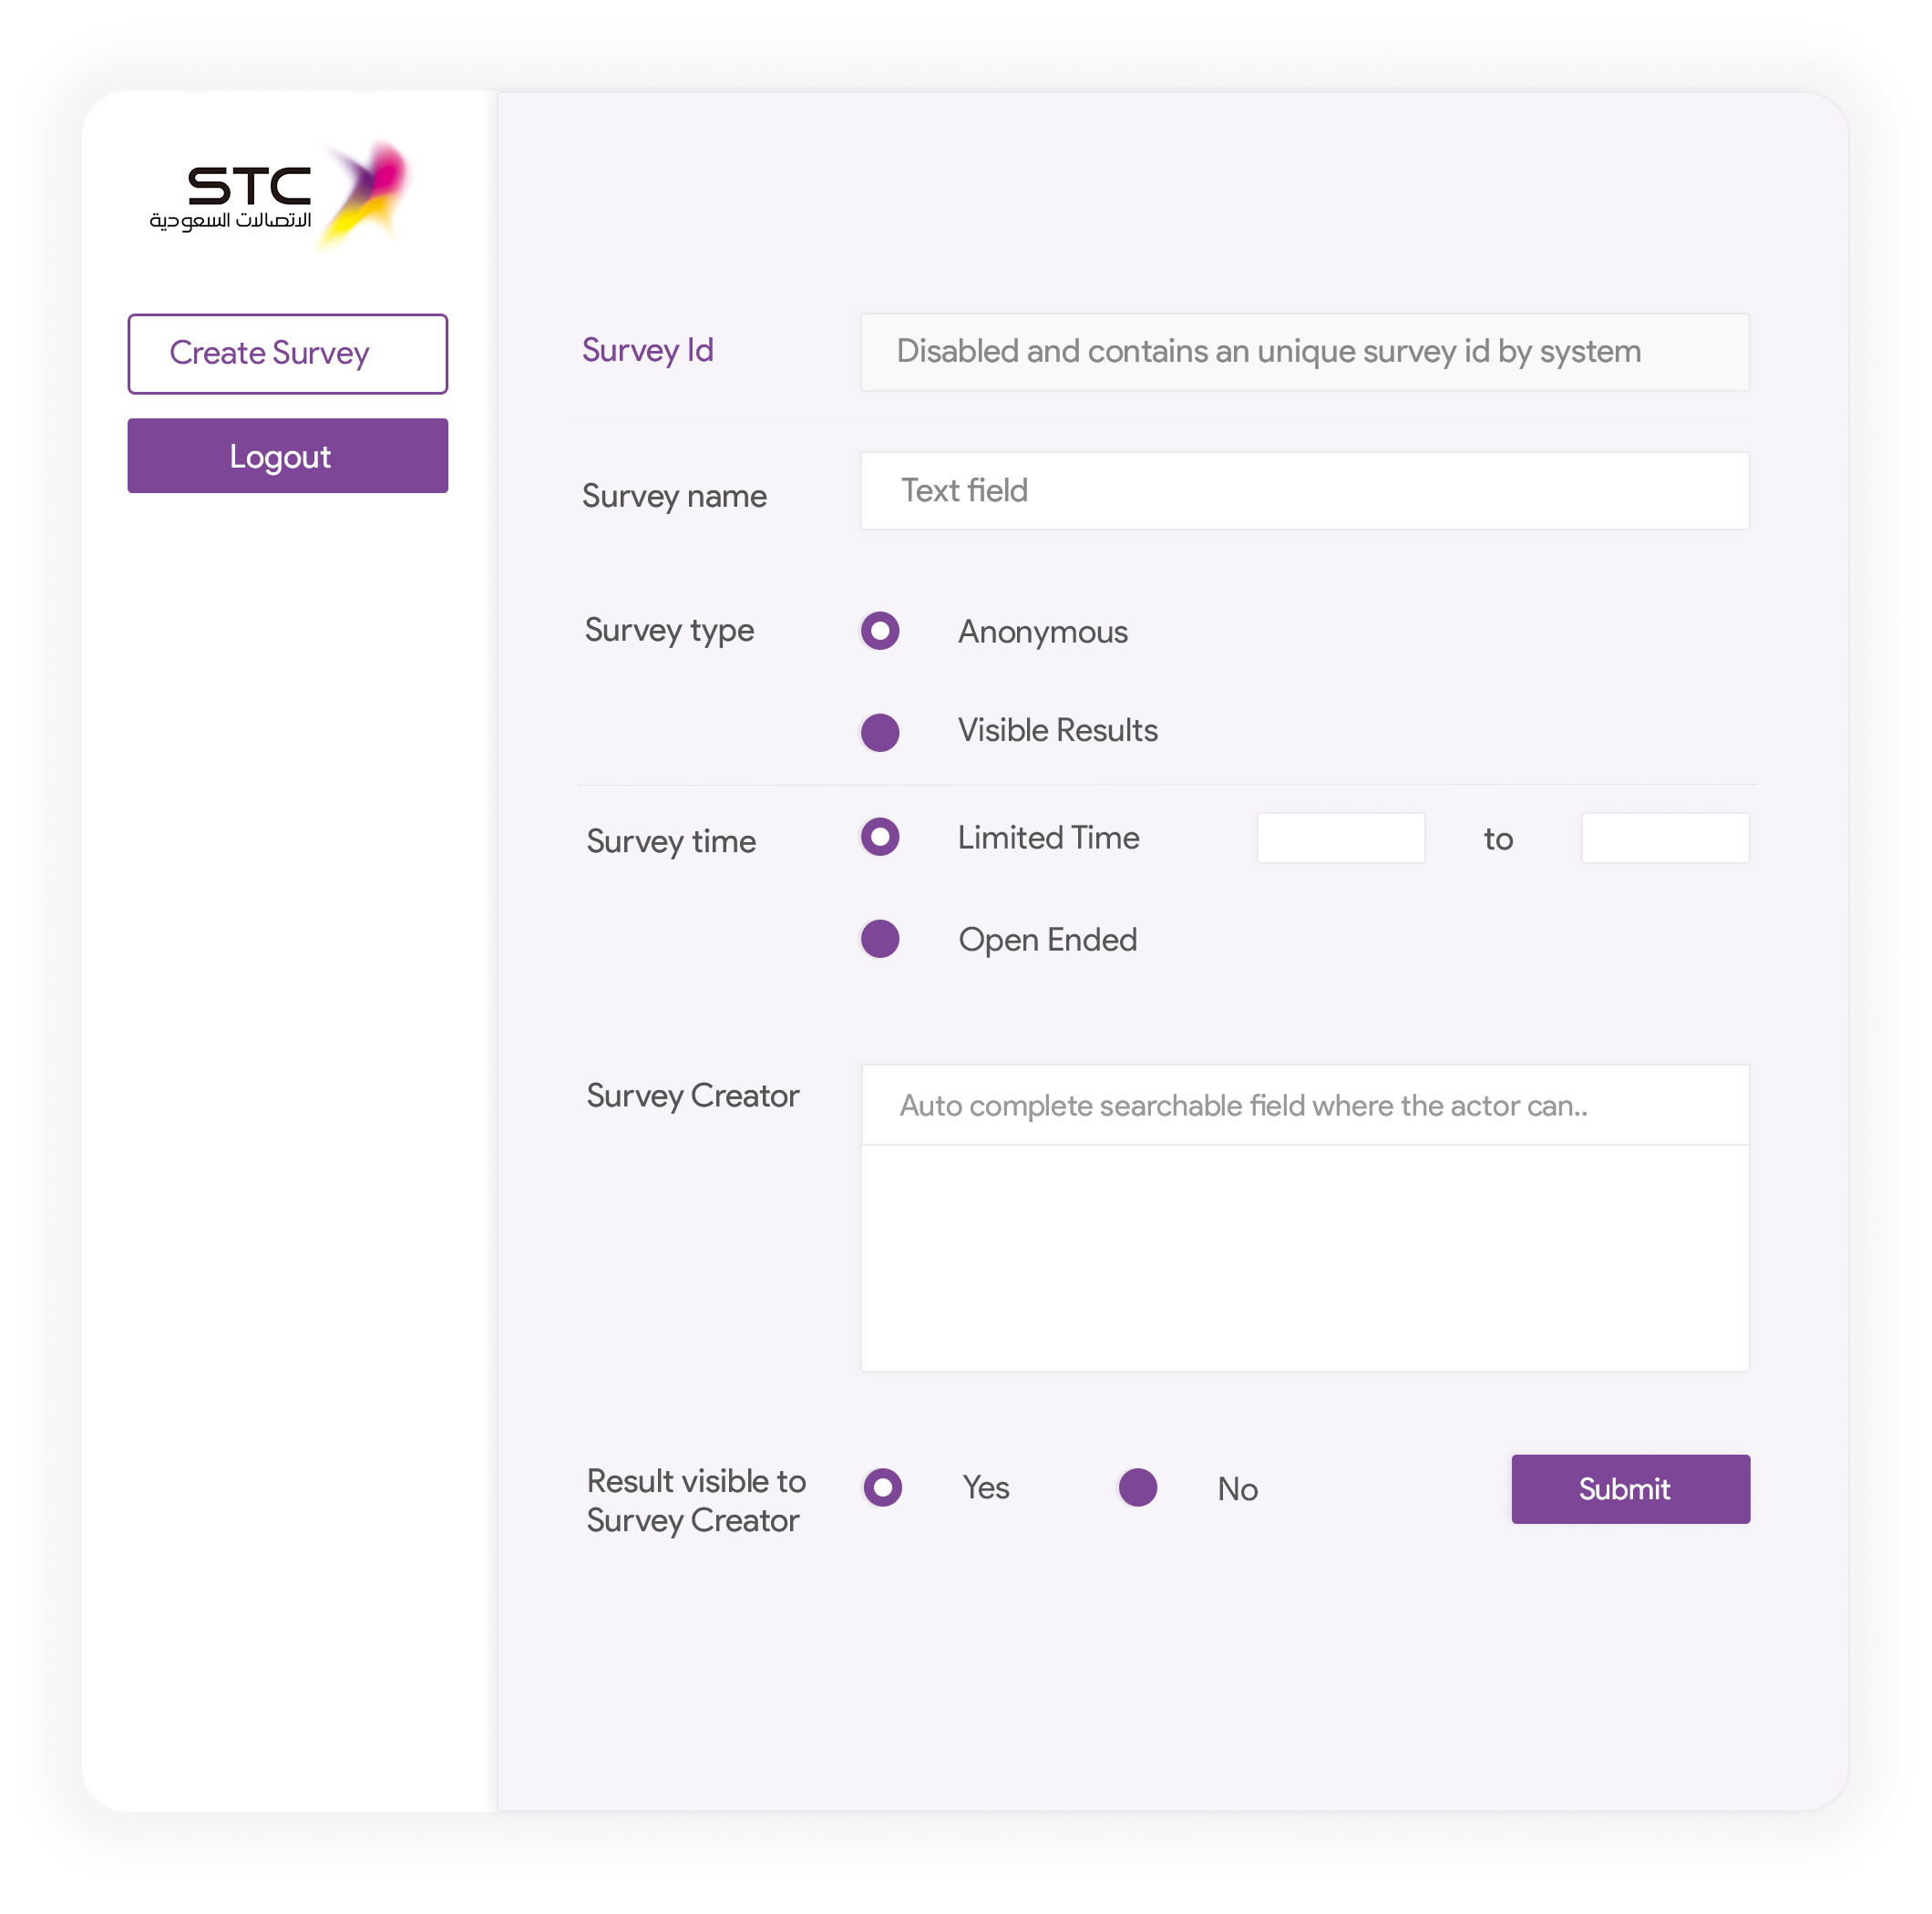 STC
الاتصالات السعودية
Create Survey
Logout
Survey Id
Disabled and contains an unique survey id by system
Survey name
Text field
Survey type
Anonymous
Visible Results
Survey time
Limited Time
to
Open Ended
Survey Creator
Auto complete searchable field where the actor can..
Result visible to
Survey Creator
Yes
No
Submit